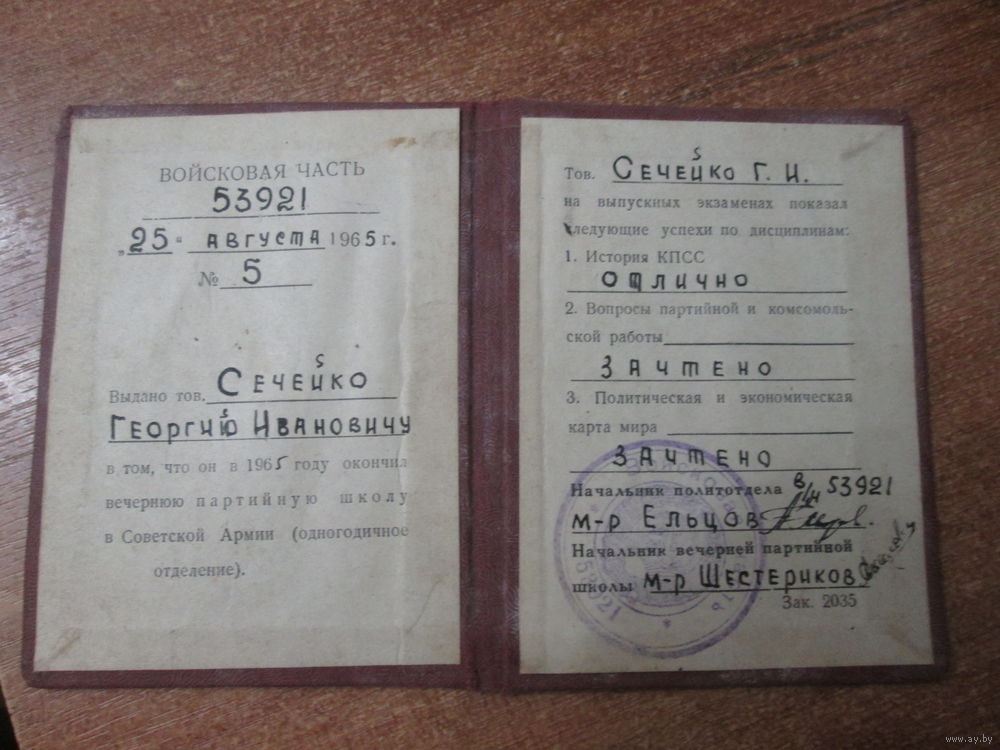 ВОЙСКОВАЯ ЧАСТЬ
53921
„25" АВГУСТА 1965 г.
№ 5
Выдано тов. СЕЧЕЙКО
ГЕОРГИЮ ИВАНОВИЧУ
в том, что он в 1965 году окончил
вечернюю партийную школу
в Советской Армии (одногодичное
отделение).
Тов. СЕЧЕЙКО Г. И.
на выпускных экзаменах показал
следующие успехи по дисциплинам:
1. История КПСС
ОТЛИЧНО
2. Вопросы партийной и комсомоль-
ской работы
ЗАЧТЕНО
3. Политическая и экономическая
карта мира
ЗАЧТЕНО
Начальник политотдела в/ч 53921
М-Р ЕЛЬЦОВ
Начальник вечерней партийной
школы М-Р ШЕСТЕРИКОВ
Зак. 2035
53921
www.ay.by